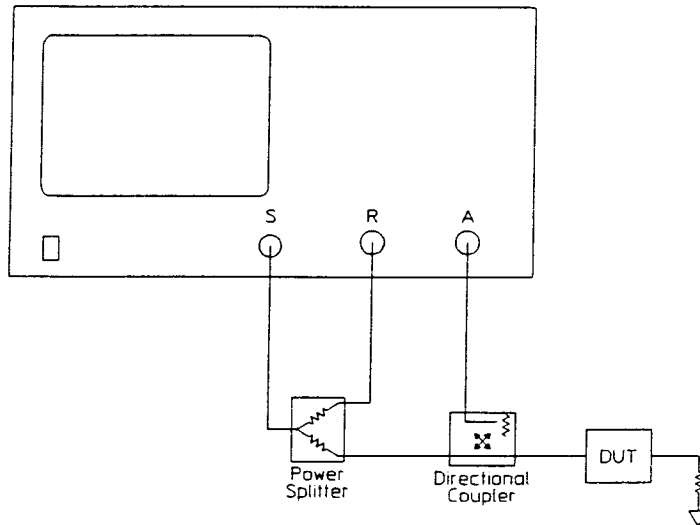 S R A
Power
Splitter
Directional
Coupler
DUT